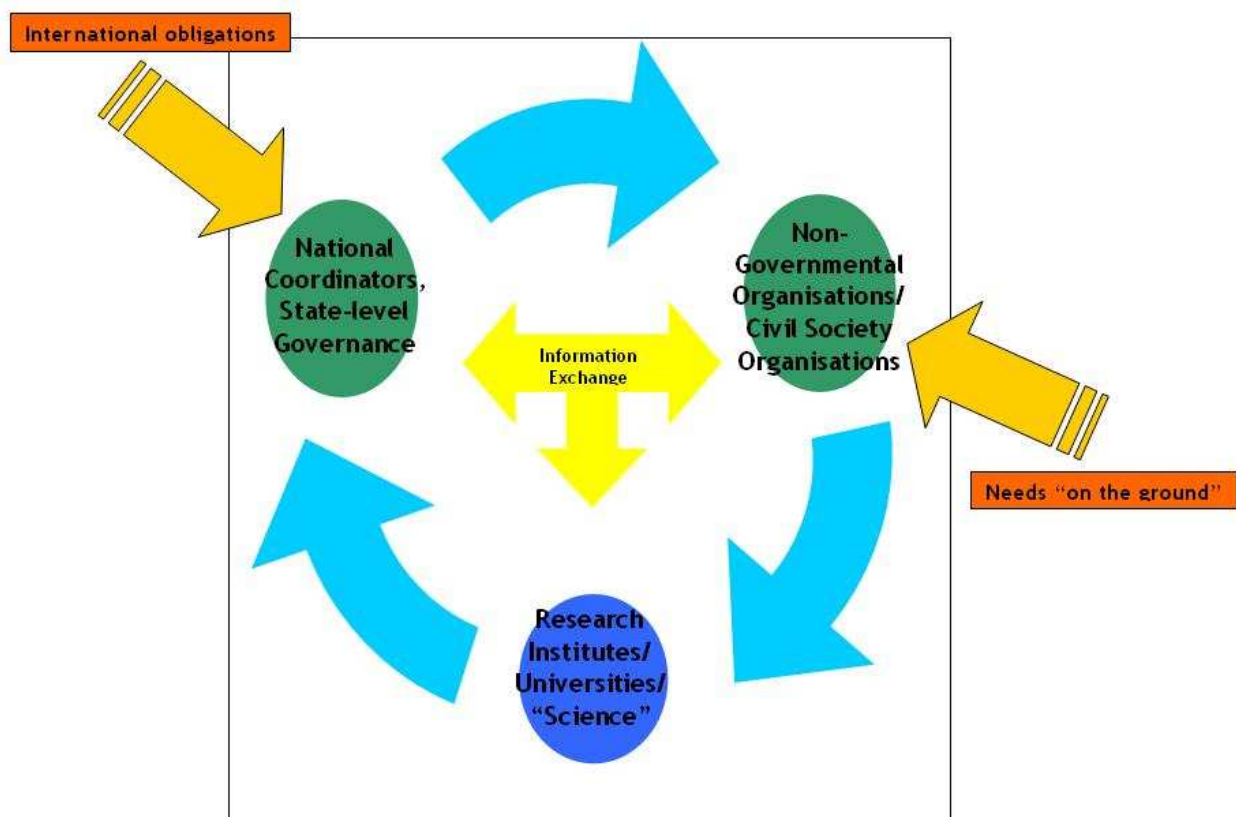 International obligations
National
Coordinators,
State-level
Governance
Non-
Governmental
Organisations/
Civil Society
Organisations
Information
Exchange
Needs “on the ground”
Research
Institutes/
Universities/
“Science”